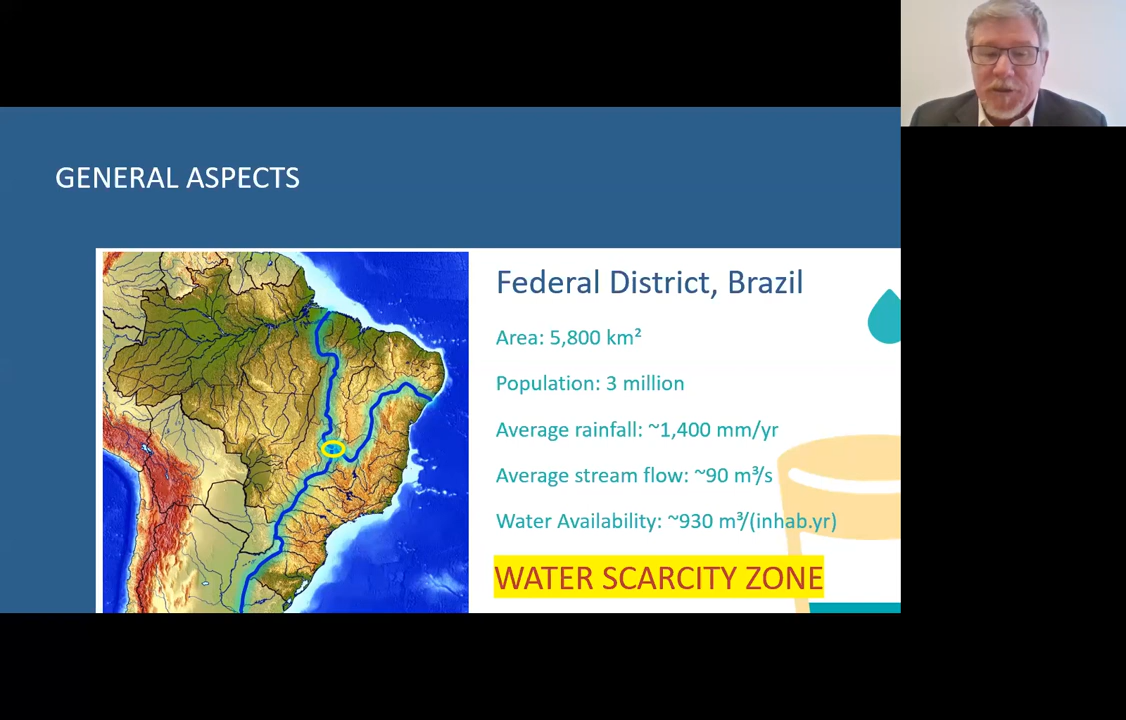 GENERAL ASPECTS
Federal District, Brazil
Area: 5,800 km²
Population: 3 million
Average rainfall: ~1,400 mm/yr
Average stream flow: ~90 m³/s
Water Availability: ~930 m³/(inhab.yr)
WATER SCARCITY ZONE